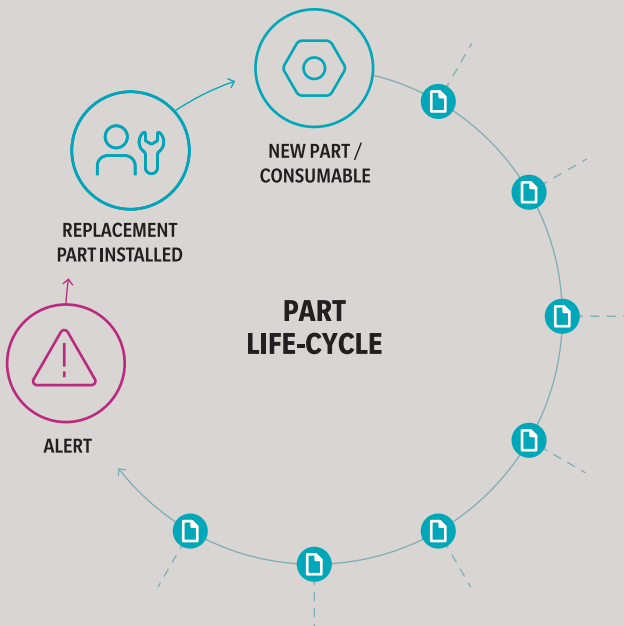 NEW PART /
CONSUMABLE
REPLACEMENT
PART INSTALLED
PART
LIFE-CYCLE
ALERT